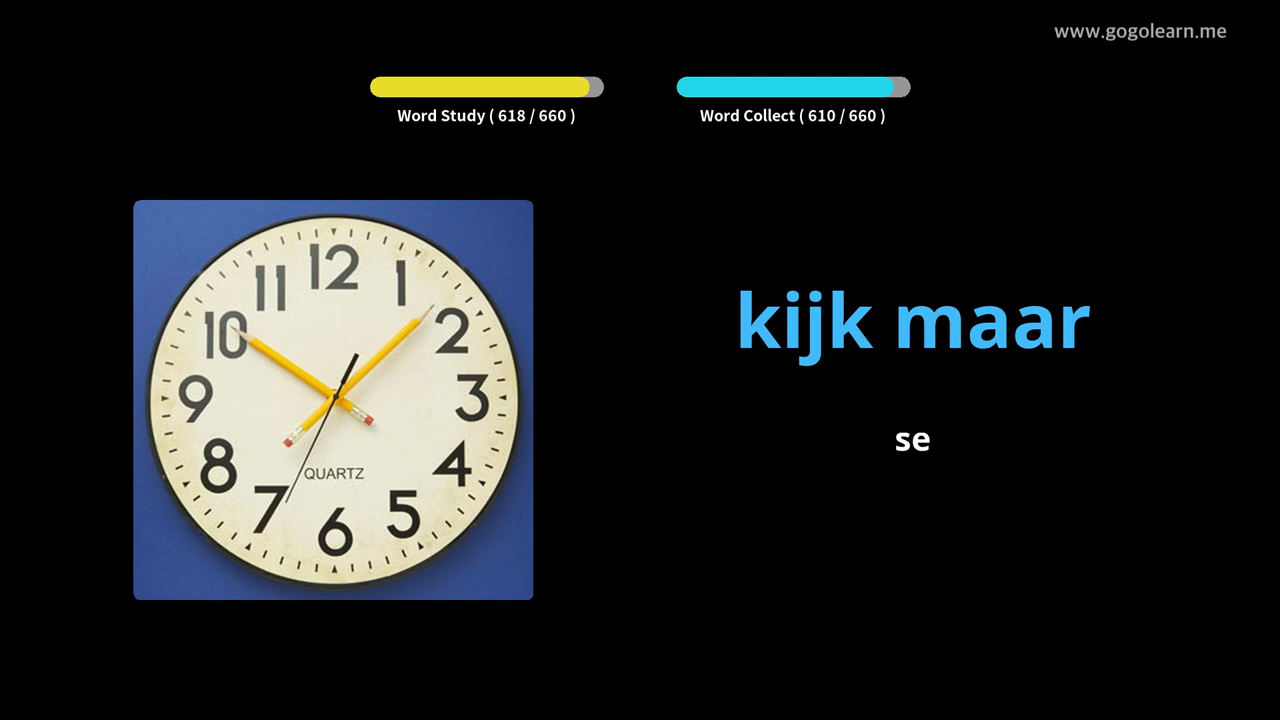 www.gogolearn.me
Word Study ( 618 / 660 )
Word Collect ( 610 / 660 )
12
11
1
10
2
9
3
8
4
7
5
6
QUARTZ
kijk maar
se